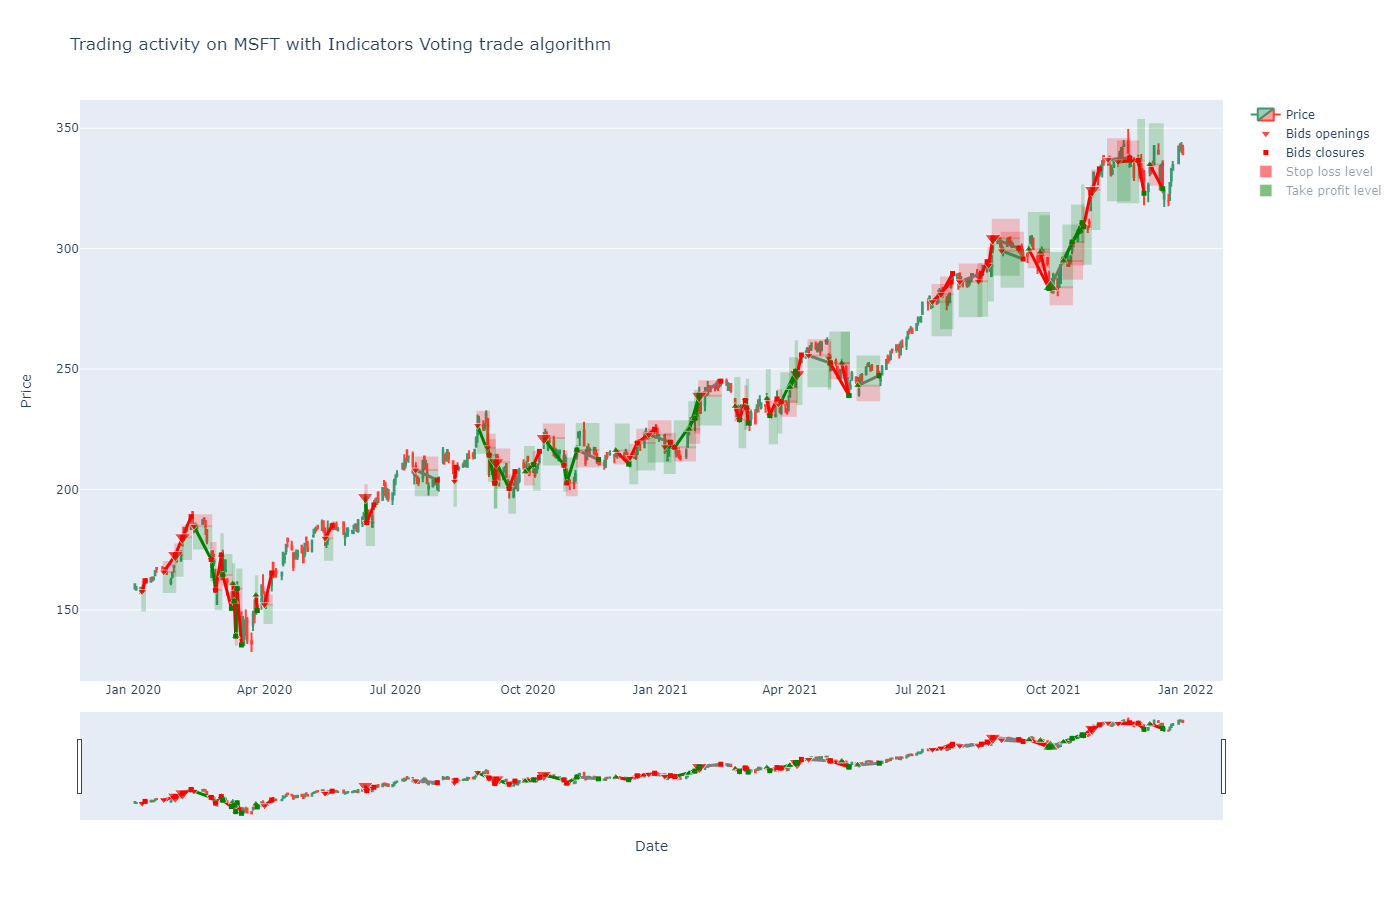 Trading activity on MSFT with Indicators Voting trade algorithm
Price
Bids openings
Bids closures
Stop loss level
Take profit level
350
300
250
200
150
Price
Jan 2020
Apr 2020
Jul 2020
Oct 2020
Jan 2021
Apr 2021
Jul 2021
Oct 2021
Jan 2022
Date